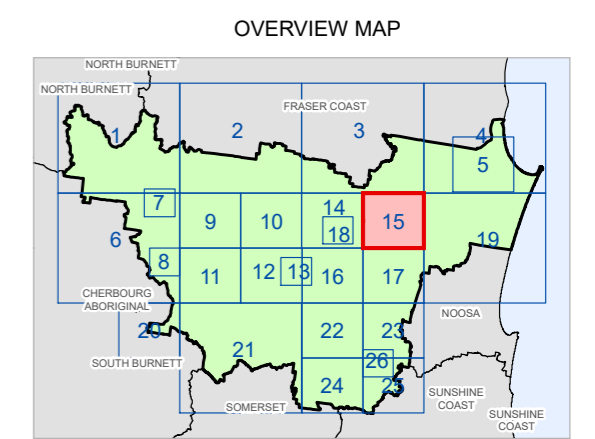 OVERVIEW MAP
NORTH BURNETT
NORTH BURNETT
FRASER COAST
1
2
3
4
5
7
9
10
14
15
18
6
19
8
11
12
13
16
17
CHERBOURG
ABORIGINAL
NOOSA
20
22
23
21
SOUTH BURNETT
26
24
25
SOMERSET
SUNSHINE
COAST
SUNSHINE
COAST